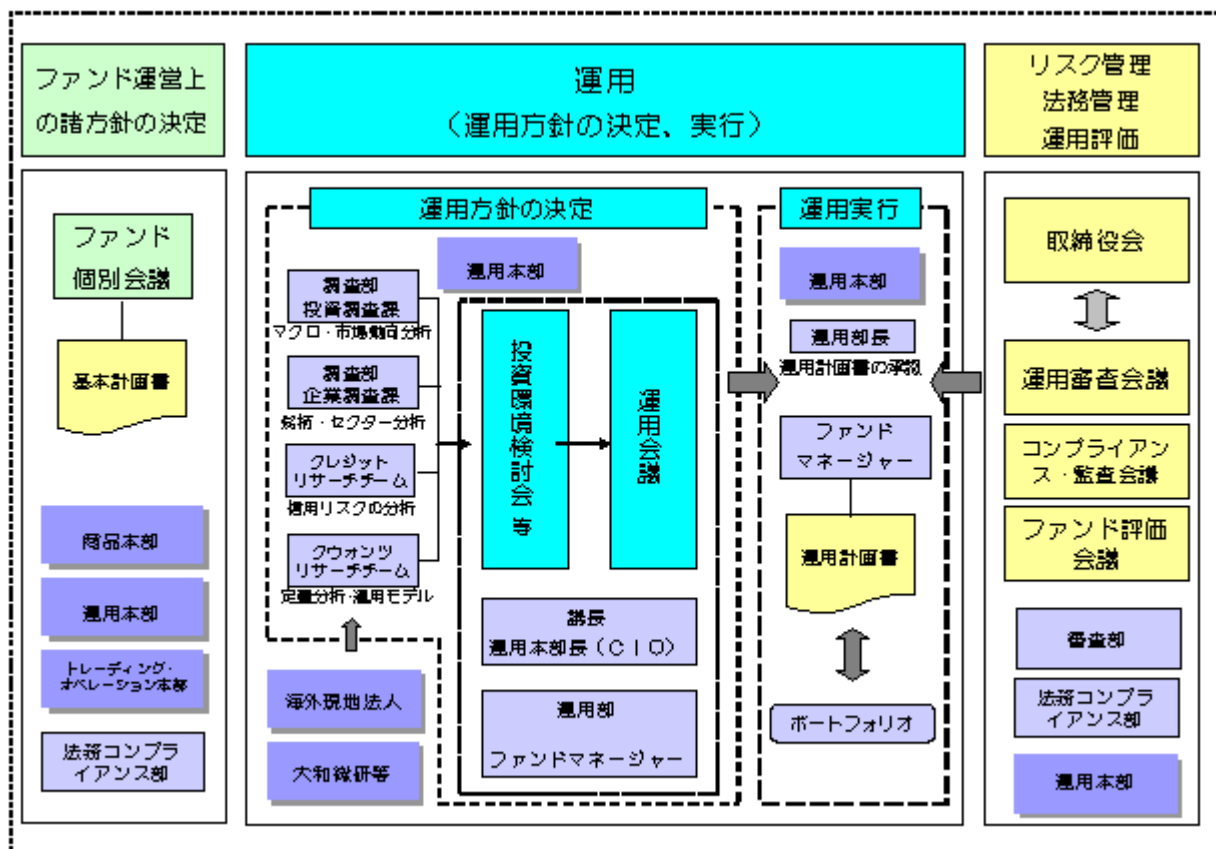 ファンド運営上
の諸方針の決定
ファンド
個別会議
基本計画書
商品本部
運用本部
トレーディング・
オペレーション本部
法務コンプラ
イアンス部
運用
（運用方針の決定、実行）
運用方針の決定
運用本部
調査部
投資調査課
マクロ・市場動向分析
調査部
企業調査課
銘柄・セクター分析
クレジット
リサーチチーム
信用リスクの分析
クウォンツ
リサーチチーム
定量分析・運用モデル
海外現地法人
大和総研等
投資環境検討会 等
運用会議
議長
運用本部長（ＣＩＯ）
運用部
ファンドマネージャー
運用実行
運用本部
運用部長
運用計画書の承認
ファンド
マネージャー
運用計画書
ポートフォリオ
リスク管理
法務管理
運用評価
取締役会
運用審査会議
コンプライアン
ス・監査会議
ファンド評価
会議
審査部
法務コンプラ
イアンス部
運用本部